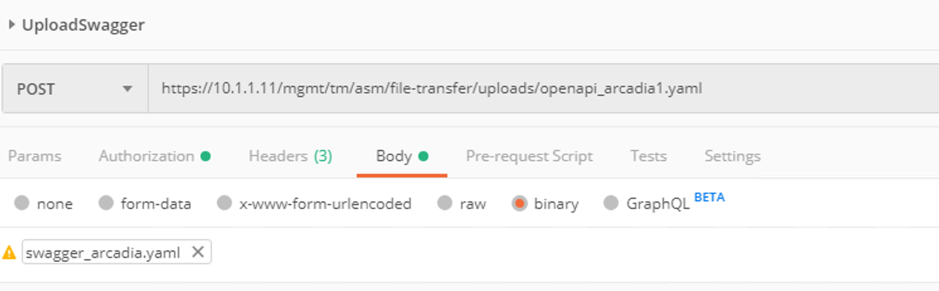 UploadSwagger
POST https://10.1.1.11/mgmt/tm/asm/file-transfer/uploads/openapi_arcadia1.yaml
Params Authorization Headers (3) Body Pre-request Script Tests Settings
none form-data x-www-form-urlencoded raw binary GraphQL BETA
swagger_arcadia.yaml